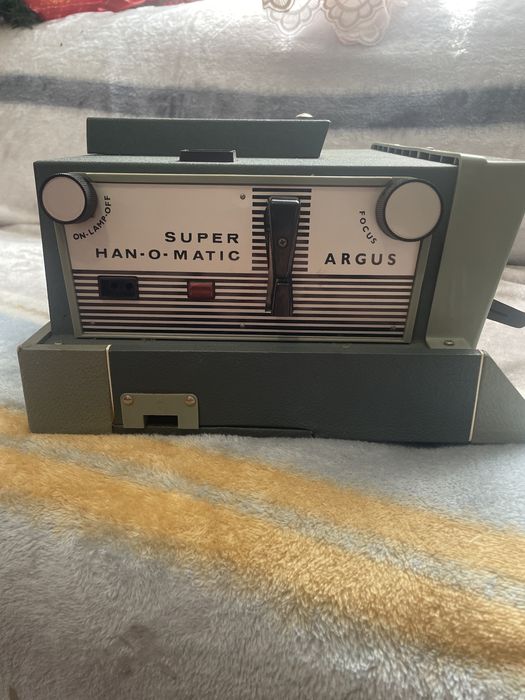 ON-LAMP-OFF
SUPER
HAN-O-MATIC
ARGUS
FOCUS